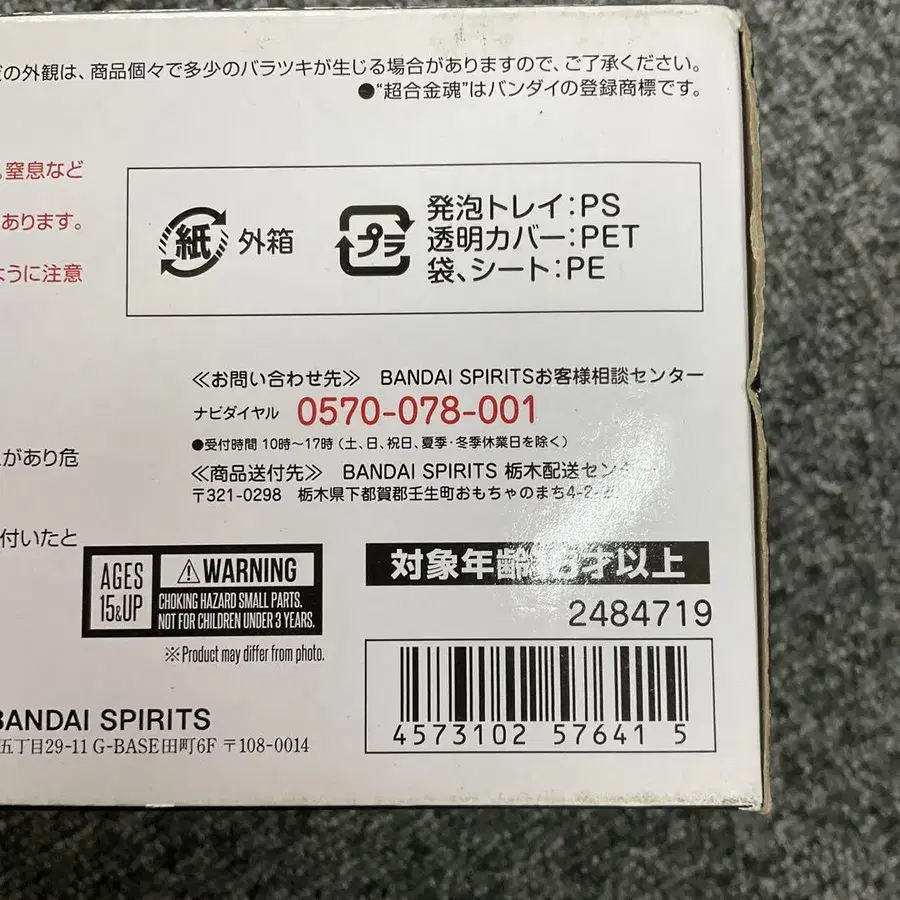 の外観は、商品個々で多少のバラツキが生じる場合がありますので、ご了承ください。
●“超合金魂”はバンダイの登録商標です。
窒息など
あります。
ように注意
紙 外箱
プラ
発泡トレイ:PS
透明カバー:PET
袋、シート:PE
≪お問い合わせ先≫ BANDAI SPIRITSお客様相談センター
ナビダイヤル 0570-078-001
●受付時間 10時〜17時(土、日、祝日、夏季・冬季休業日を除く)
があり危
≪商品送付先≫ BANDAI SPIRITS 栃木配送セン
〒321-0298 栃木県下都賀郡壬生町おもちゃのまち4-2-
付いたと
対象年齢 才以上
AGES
15&UP
⚠WARNING
CHOKING HAZARD SMALL PARTS.
NOT FOR CHILDREN UNDER 3 YEARS.
2484719
※Product may differ from photo.
BANDAI SPIRITS
五丁目29-11 G-BASE田町6F 〒108-0014
4573102 57641 5